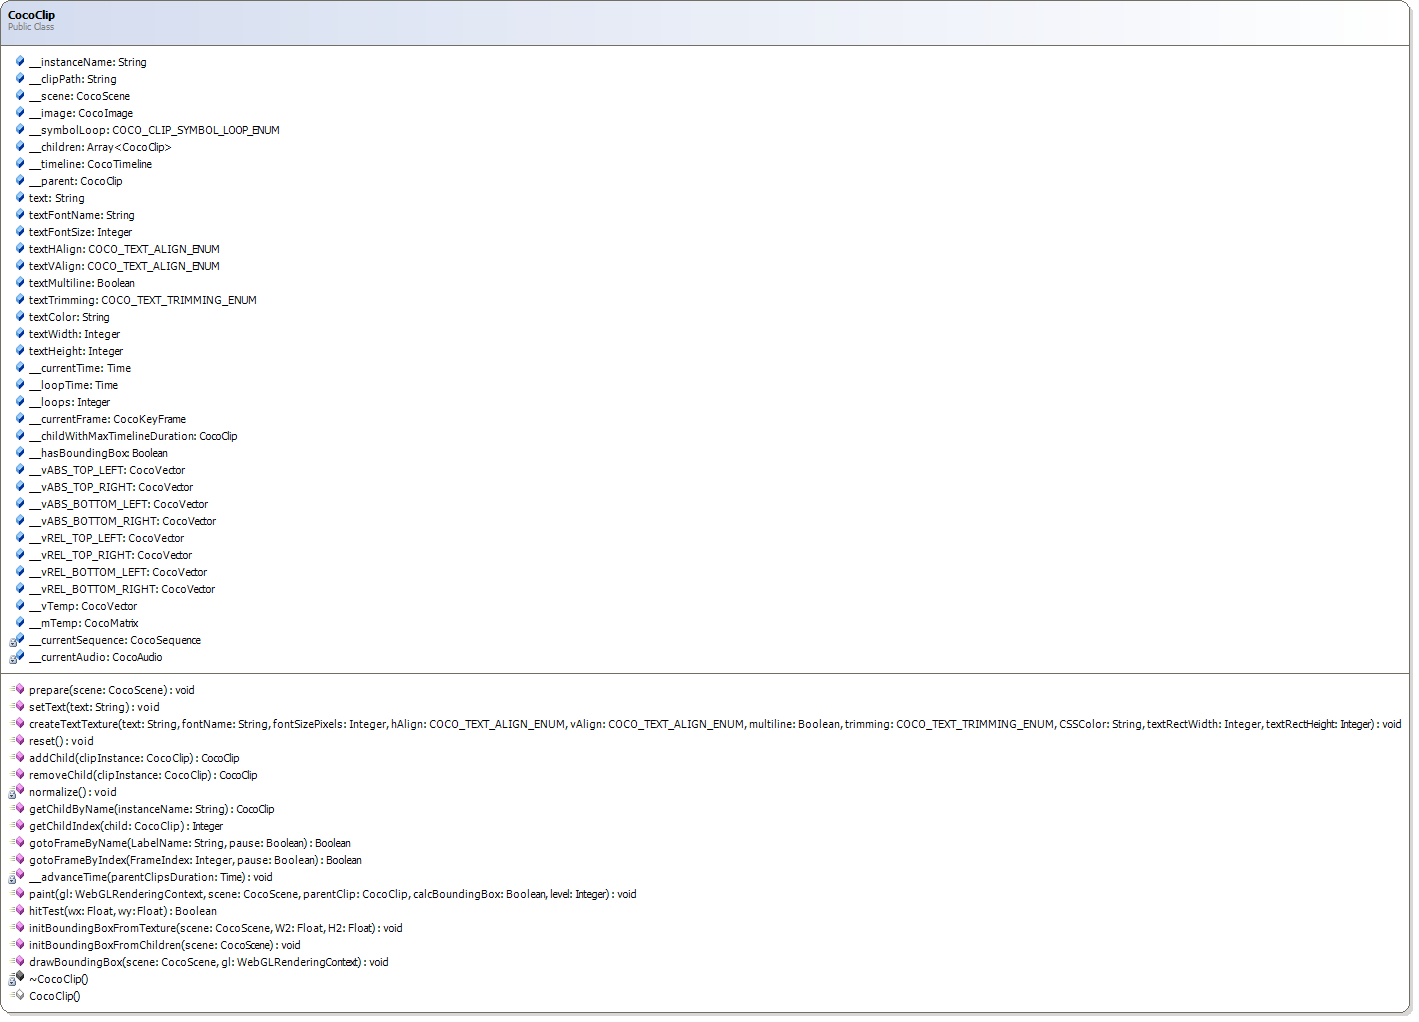 CocoClip
Public Class
__instanceName: String
__clipPath: String
__scene: CocoScene
__image: CocoImage
__symbolLoop: COCO_CLIP_SYMBOL_LOOP_ENUM
__children: Array<CocoClip>
__timeline: CocoTimeline
__parent: CocoClip
text: String
textFontName: String
textFontSize: Integer
textHAlign: COCO_TEXT_ALIGN_ENUM
textVAlign: COCO_TEXT_ALIGN_ENUM
textMultiline: Boolean
textTrimming: COCO_TEXT_TRIMMING_ENUM
textColor: String
textWidth: Integer
textHeight: Integer
__currentTime: Time
__loopTime: Time
__loops: Integer
__currentFrame: CocoKeyFrame
__childWithMaxTimelineDuration: CocoClip
__hasBoundingBox: Boolean
__vABS_TOP_LEFT: CocoVector
__vABS_TOP_RIGHT: CocoVector
__vABS_BOTTOM_LEFT: CocoVector
__vABS_BOTTOM_RIGHT: CocoVector
__vREL_TOP_LEFT: CocoVector
__vREL_TOP_RIGHT: CocoVector
__vREL_BOTTOM_LEFT: CocoVector
__vREL_BOTTOM_RIGHT: CocoVector
__vTemp: CocoVector
__mTemp: CocoMatrix
__currentSequence: CocoSequence
__currentAudio: CocoAudio
prepare(scene: CocoScene) : void
setText(text: String) : void
createTextTexture(text: String, fontName: String, fontSizePixels: Integer, hAlign: COCO_TEXT_ALIGN_ENUM, vAlign: COCO_TEXT_ALIGN_ENUM, multiline: Boolean, trimming: COCO_TEXT_TRIMMING_ENUM, CSSColor: String, textRectWidth: Integer, textRectHeight: Integer) : void
reset() : void
addChild(clipInstance: CocoClip) : CocoClip
removeChild(clipInstance: CocoClip) : CocoClip
normalize() : void
getChildByName(instanceName: String) : CocoClip
getChildIndex(child: CocoClip) : Integer
gotoFrameByName(LabelName: String, pause: Boolean) : Boolean
gotoFrameByIndex(FrameIndex: Integer, pause: Boolean) : Boolean
__advanceTime(parentClipsDuration: Time) : void
paint(gl: WebGLRenderingContext, scene: CocoScene, parentClip: CocoClip, calcBoundingBox: Boolean, level: Integer) : void
hitTest(wx: Float, wy: Float) : Boolean
initBoundingBoxFromTexture(scene: CocoScene, W2: Float, H2: Float) : void
initBoundingBoxFromChildren(scene: CocoScene) : void
drawBoundingBox(scene: CocoScene, gl: WebGLRenderingContext) : void
~CocoClip()
CocoClip()